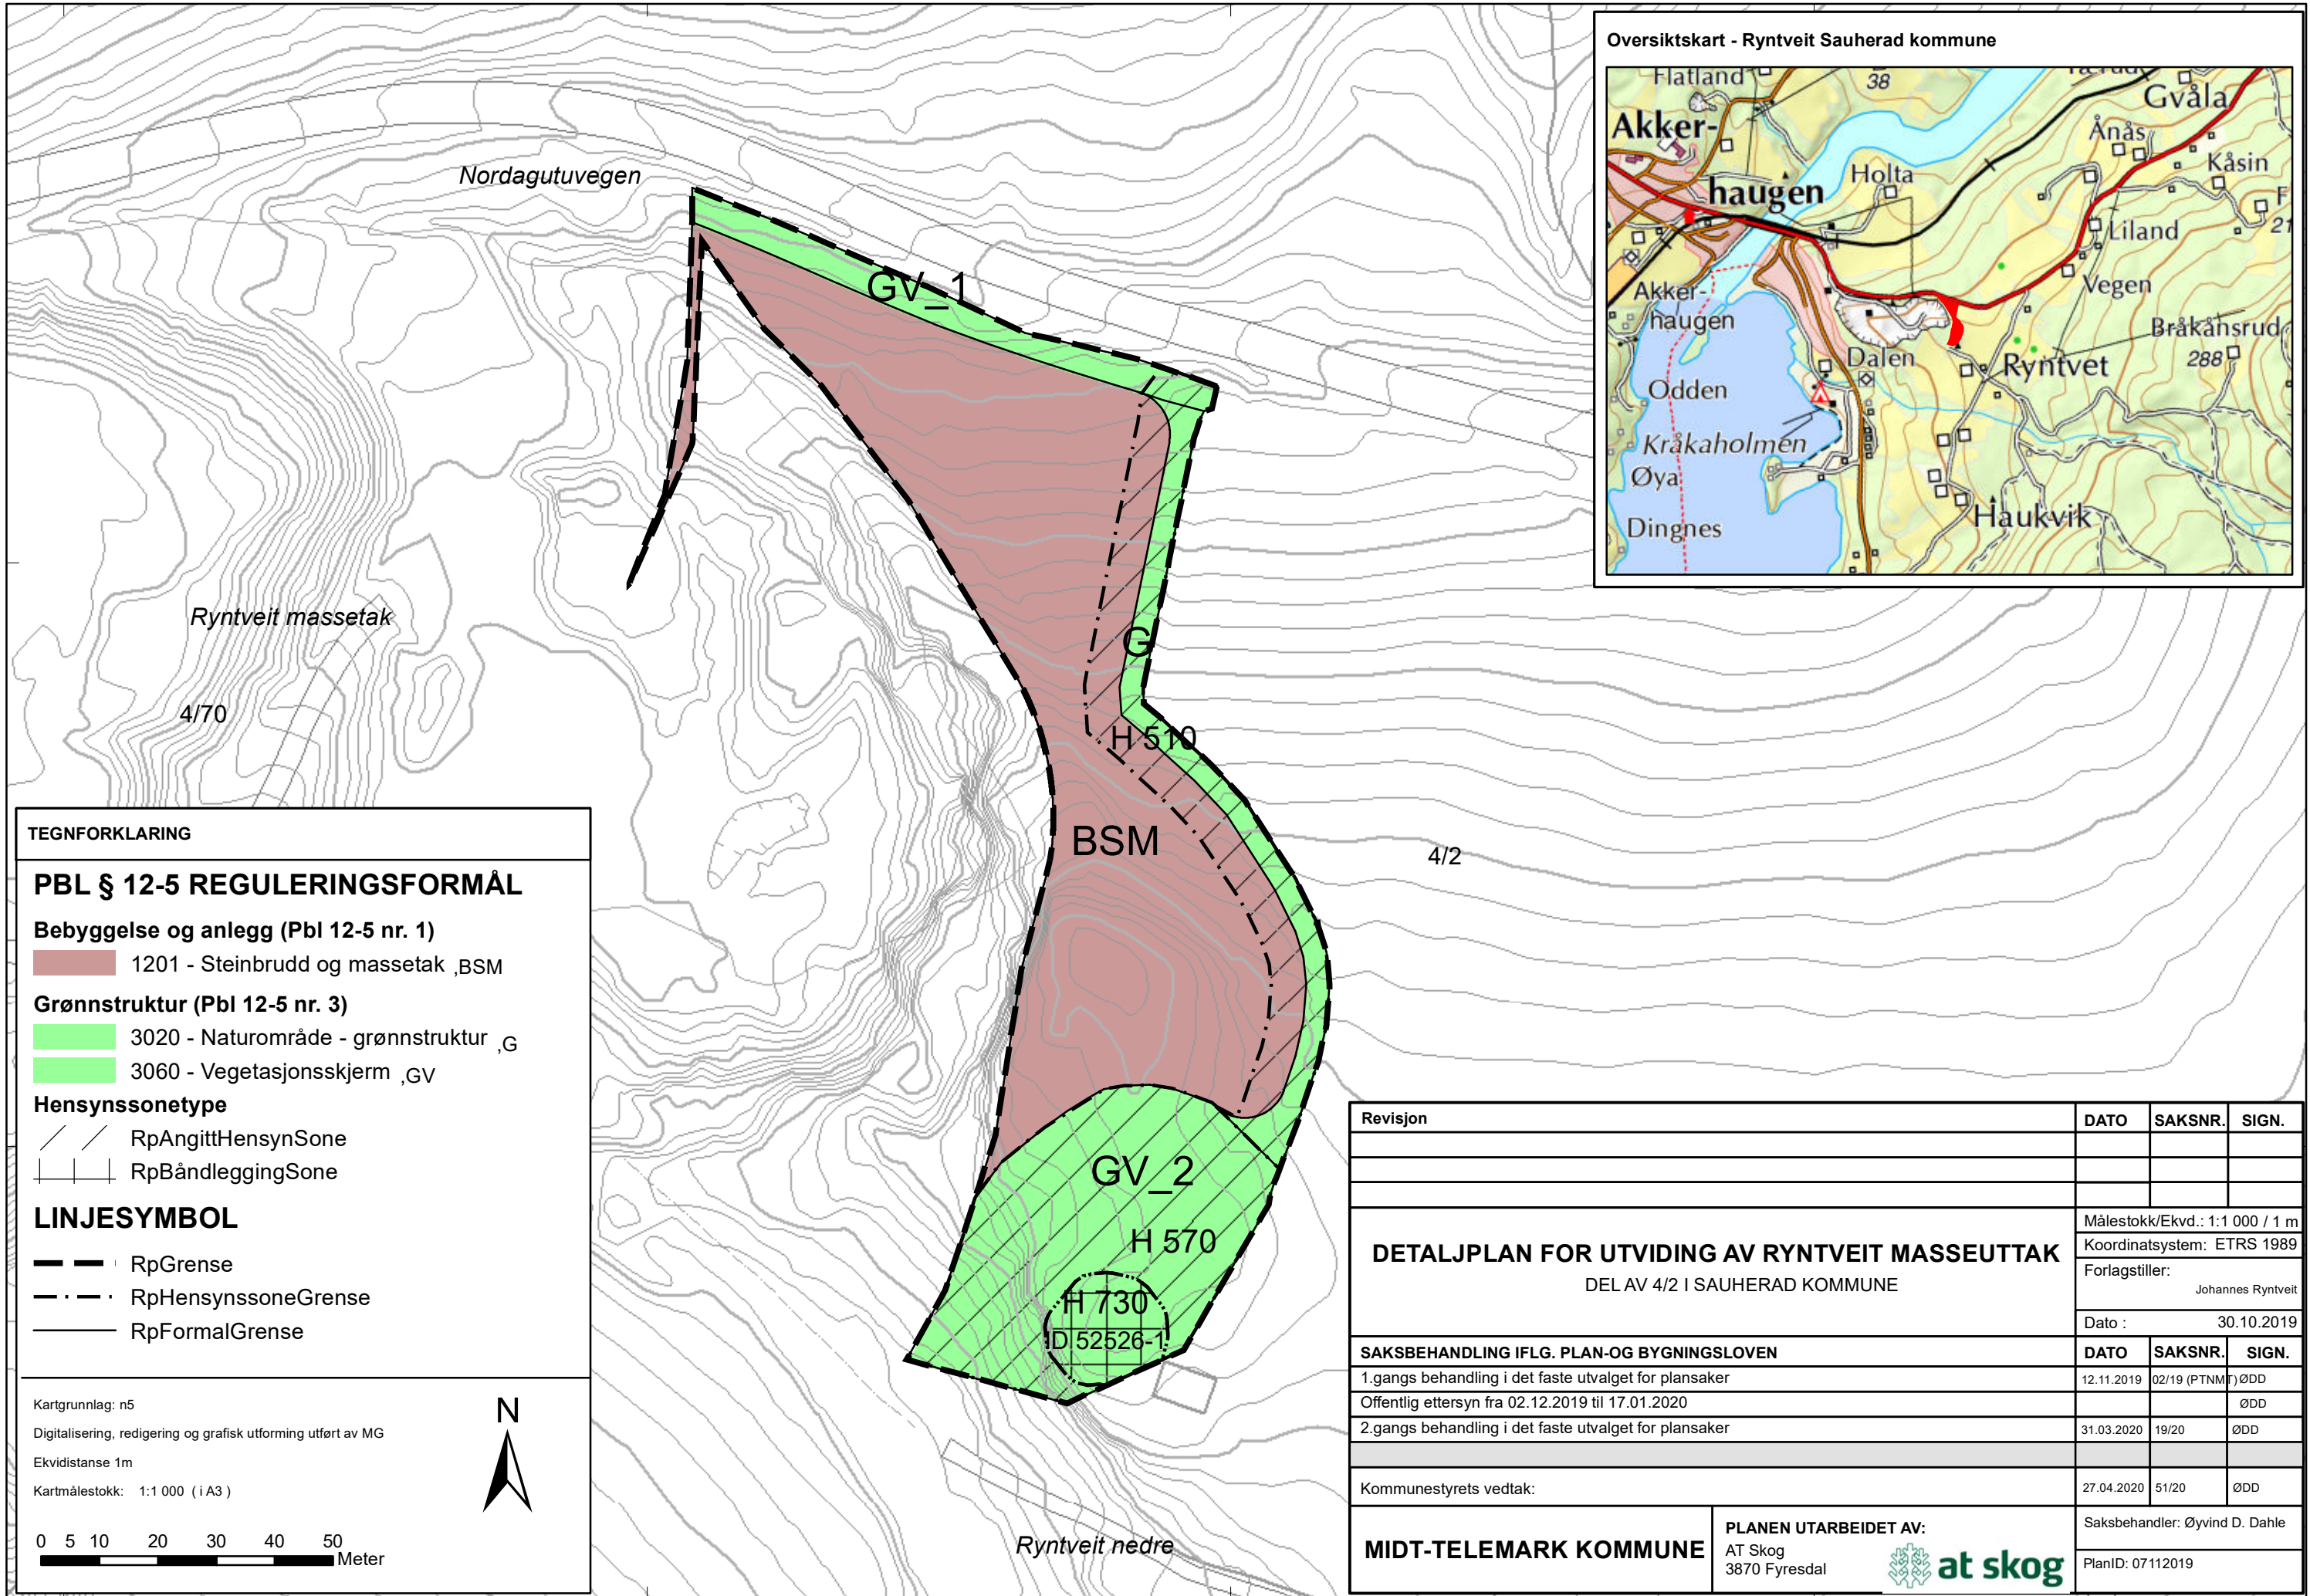 Nordagutuvegen
GV_1
Ryntveit massetak
4/70
G
H 510
BSM
4/2
GV_2
H 570
H 730
ID 52526-1
Ryntveit nedre
Oversiktskart - Ryntveit Sauherad kommune
Flatland
38
Gvåla
Akker-
haugen
Ånås
Kåsin
Holta
F
21
Liland
Vegen
Akker-
haugen
Bråkånsrud
288
Dalen
Ryntvet
Odden
Kråkaholmen
Øya
Haukvik
Dingnes
TEGNFORKLARING
PBL § 12-5 REGULERINGSFORMÅL
Bebyggelse og anlegg (Pbl 12-5 nr. 1)
1201 - Steinbrudd og massetak ,BSM
Grønnstruktur (Pbl 12-5 nr. 3)
3020 - Naturområde - grønnstruktur ,G
3060 - Vegetasjonsskjerm ,GV
Hensynssonetype
RpAngittHensynSone
RpBåndleggingSone
LINJESYMBOL
RpGrense
RpHensynssoneGrense
RpFormalGrense
Kartgrunnlag: n5
Digitalisering, redigering og grafisk utforming utført av MG
Ekvidistanse 1m
Kartmålestokk: 1:1 000 ( i A3 )
N
0 5 10 20 30 40 50
Meter
Revisjon DATO SAKSNR. SIGN.
DETALJPLAN FOR UTVIDING AV RYNTVEIT MASSEUTTAK
DEL AV 4/2 I SAUHERAD KOMMUNE
Målestokk/Ekvd.: 1:1 000 / 1 m
Koordinatsystem: ETRS 1989
Forlagstiller:
Johannes Ryntveit
Dato : 30.10.2019
SAKSBEHANDLING IFLG. PLAN-OG BYGNINGSLOVEN DATO SAKSNR. SIGN.
1.gangs behandling i det faste utvalget for plansaker 12.11.2019 02/19 (PTNMT) ØDD
Offentlig ettersyn fra 02.12.2019 til 17.01.2020 ØDD
2.gangs behandling i det faste utvalget for plansaker 31.03.2020 19/20 ØDD
Kommunestyrets vedtak: 27.04.2020 51/20 ØDD
MIDT-TELEMARK KOMMUNE
PLANEN UTARBEIDET AV:
AT Skog
3870 Fyresdal
at skog
Saksbehandler: Øyvind D. Dahle
PlanID: 07112019